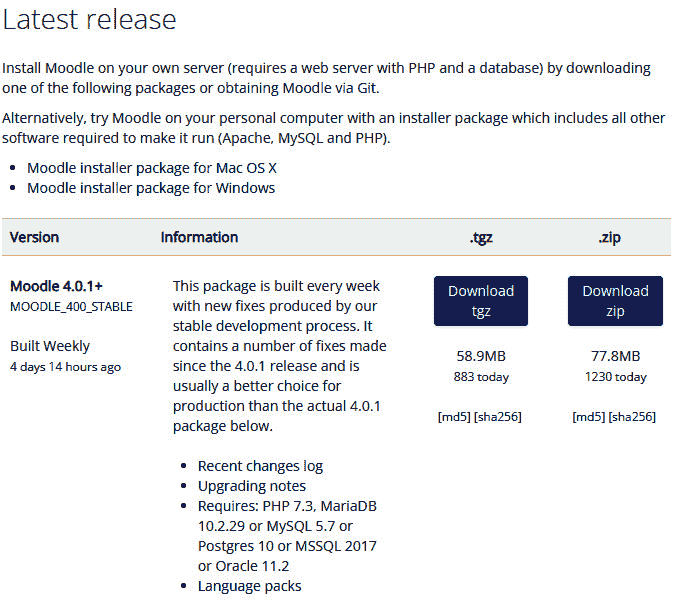 Latest release
Install Moodle on your own server (requires a web server with PHP and a database) by downloading
one of the following packages or obtaining Moodle via Git.
Alternatively, try Moodle on your personal computer with an installer package which includes all other
software required to make it run (Apache, MySQL and PHP).
• Moodle installer package for Mac OS X
• Moodle installer package for Windows
Version Information .tgz .zip
Moodle 4.0.1+
MOODLE_400_STABLE
Built Weekly
4 days 14 hours ago
This package is built every week
with new fixes produced by our
stable development process. It
contains a number of fixes made
since the 4.0.1 release and is
usually a better choice for
production than the actual 4.0.1
package below.
• Recent changes log
• Upgrading notes
• Requires: PHP 7.3, MariaDB
10.2.29 or MySQL 5.7 or
Postgres 10 or MSSQL 2017
or Oracle 11.2
• Language packs
Download
tgz
58.9MB
883 today
[md5] [sha256]
Download
zip
77.8MB
1230 today
[md5] [sha256]